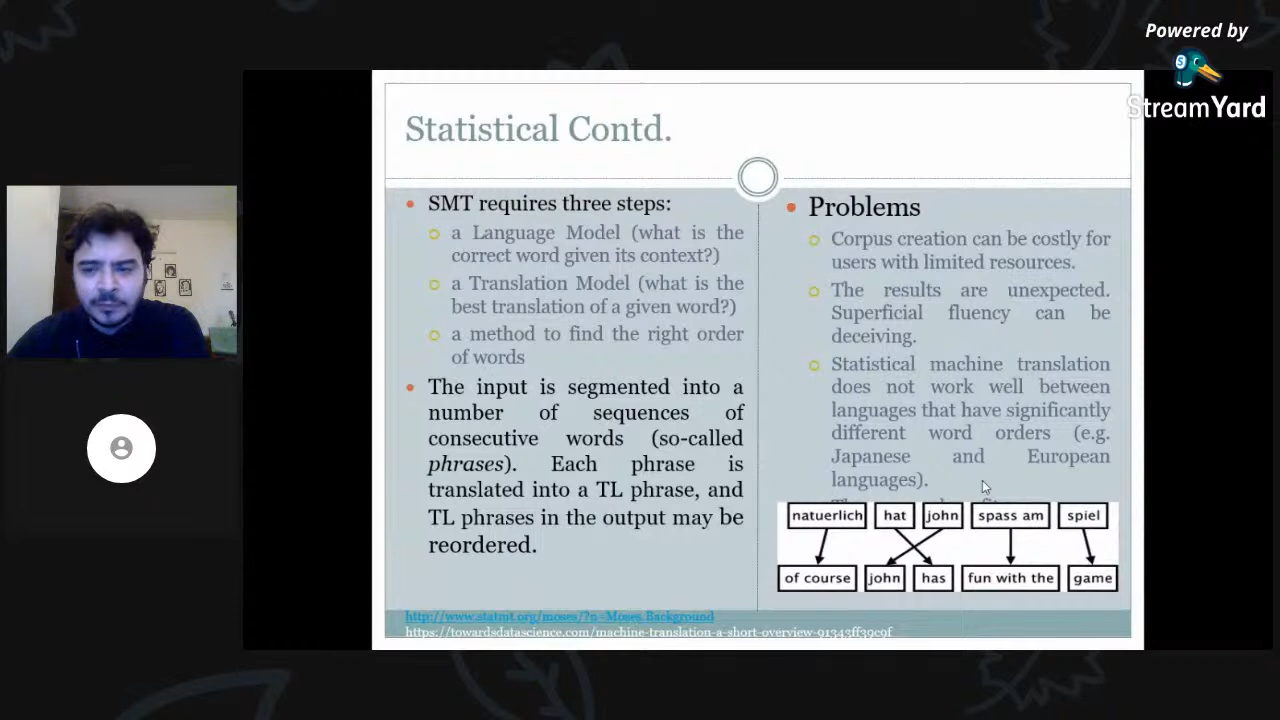 Powered by
StreamYard
Statistical Contd.
• SMT requires three steps:
a Language Model (what is the
correct word given its context?)
a Translation Model (what is the
best translation of a given word?)
a method to find the right order
of words
• The input is segmented into a
number of sequences of
consecutive words (so-called
phrases). Each phrase is
translated into a TL phrase, and
TL phrases in the output may be
reordered.
• Problems
Corpus creation can be costly for
users with limited resources.
The results are unexpected.
Superficial fluency can be
deceiving.
Statistical machine translation
does not work well between
languages that have significantly
different word orders (e.g.
Japanese and European
languages).
natuerlich hat john spass am spiel
of course john has fun with the game
http://www.statmt.org/moses/?n=Moses.Background
https://towardsdatascience.com/machine-translation-a-short-overview-91343ff39c9f